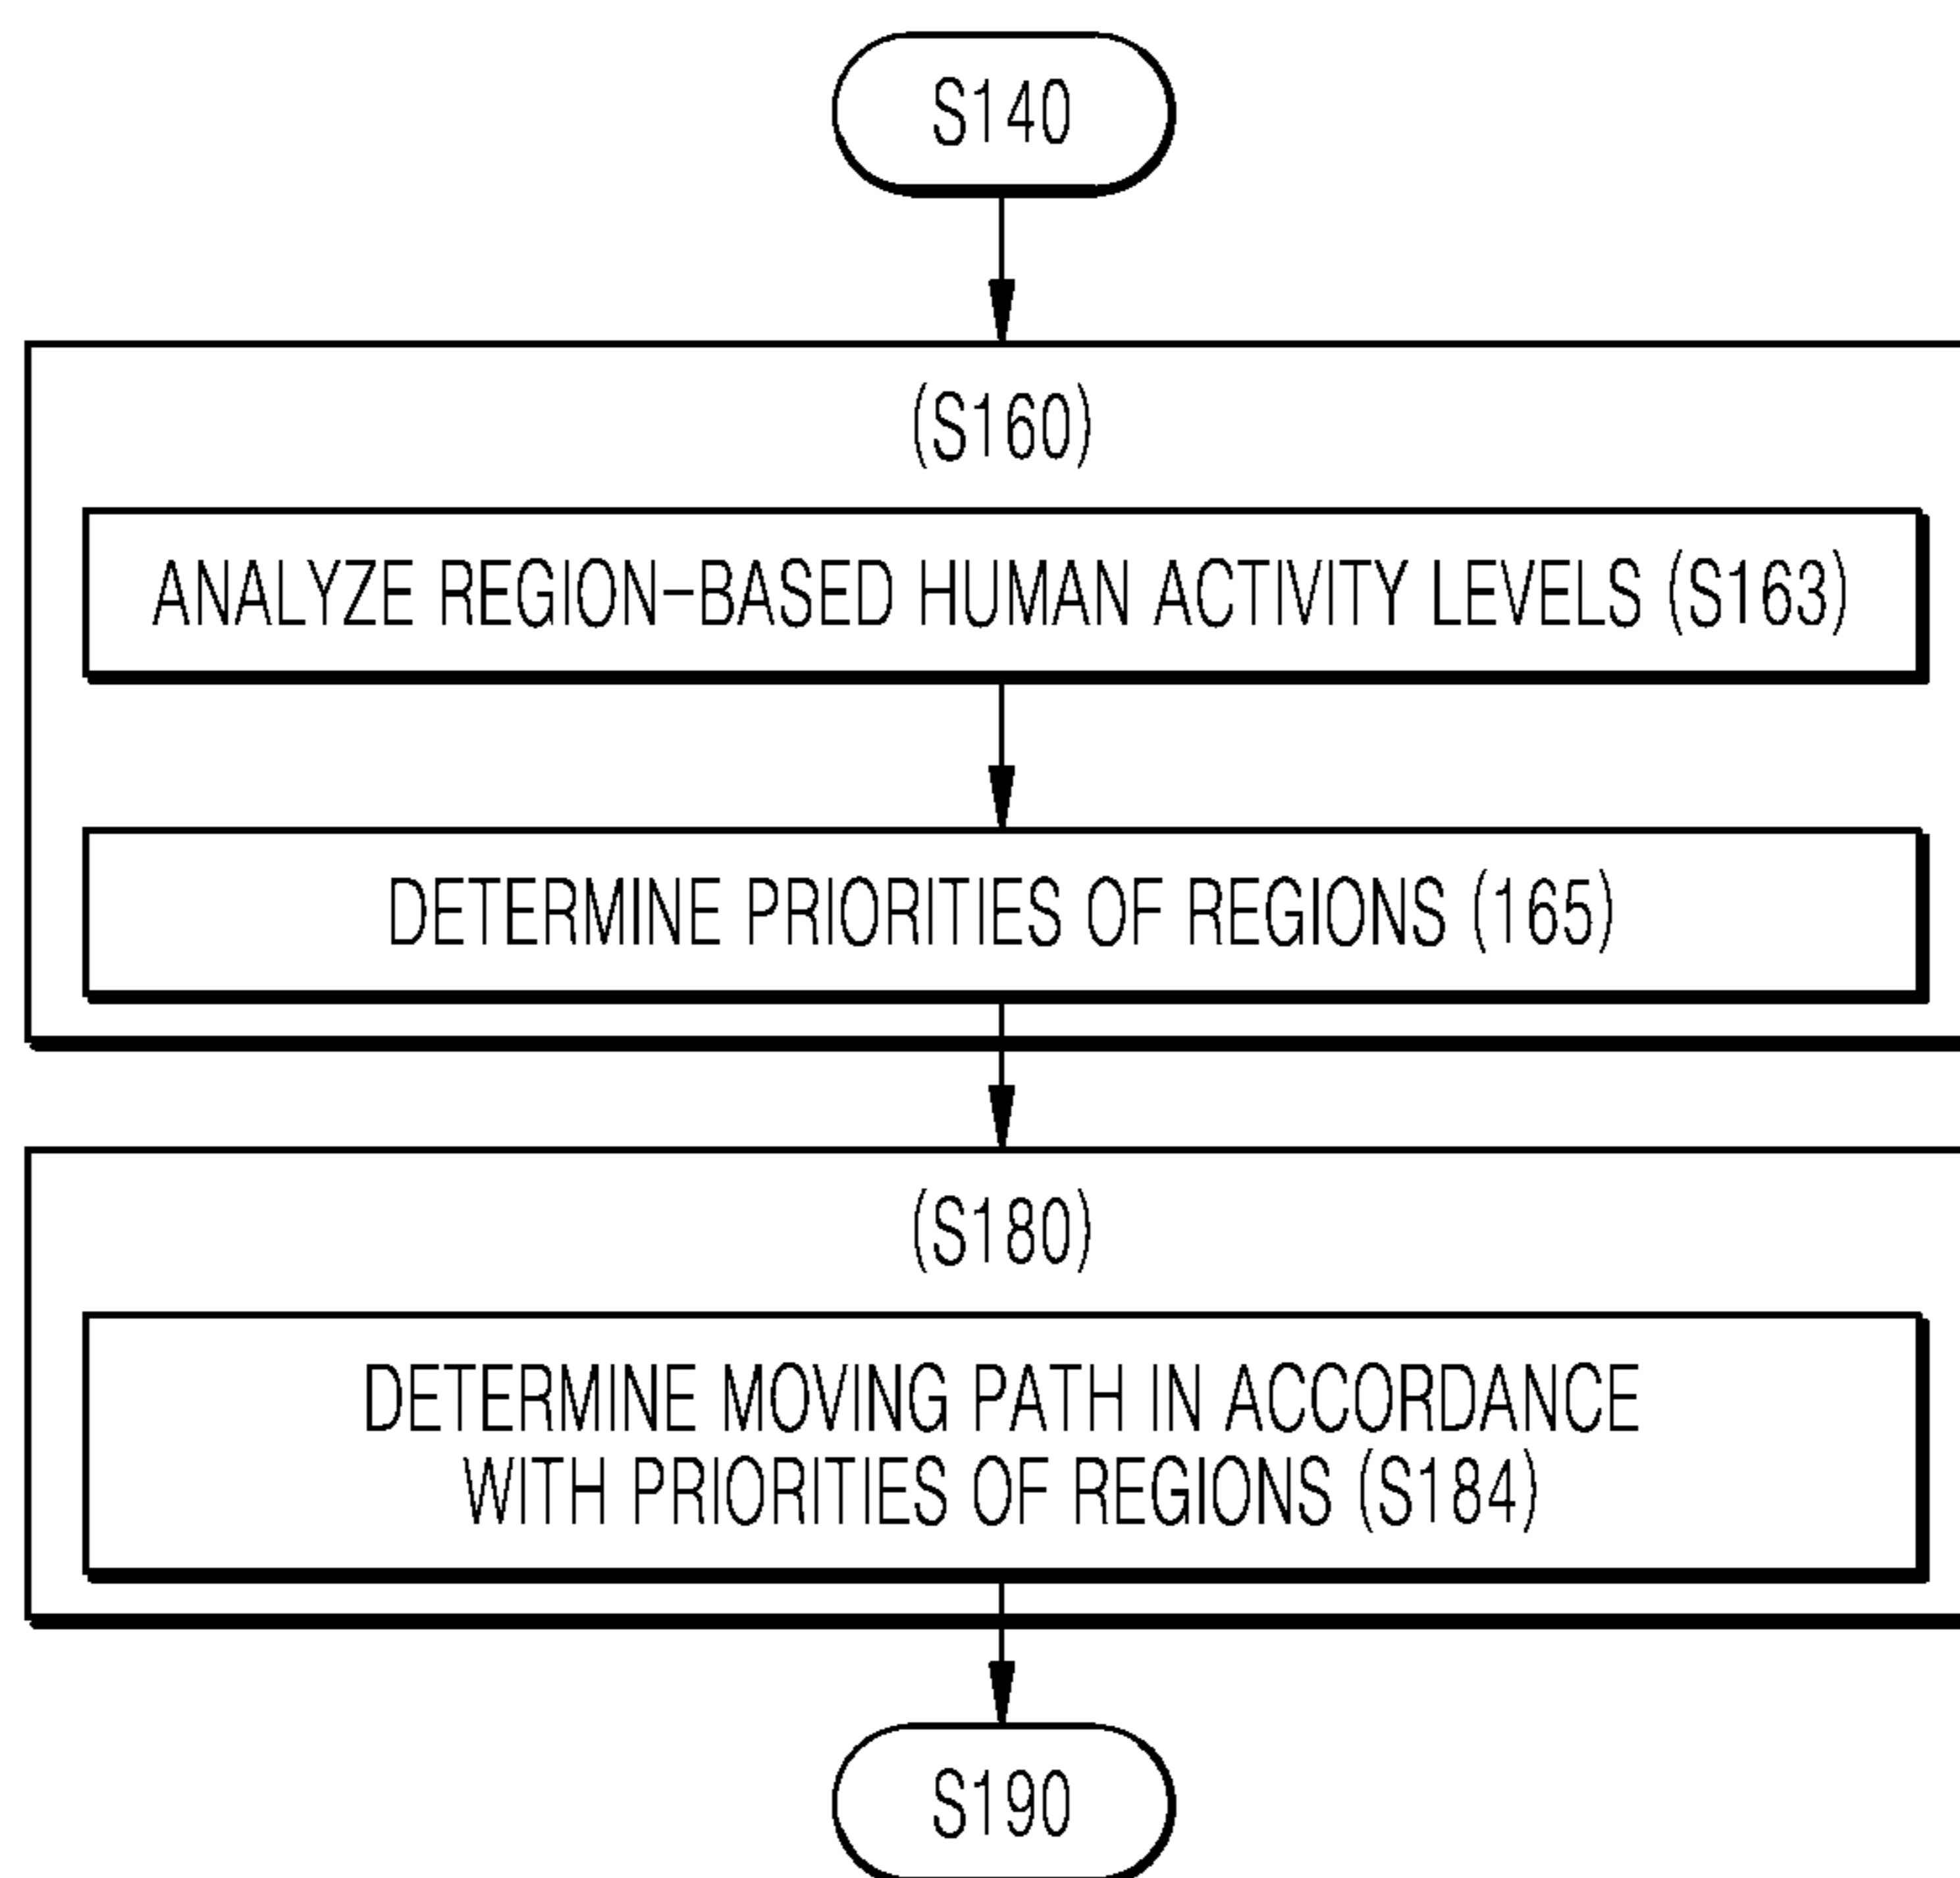 S140
(S160)
ANALYZE REGION-BASED HUMAN ACTIVITY LEVELS (S163)
DETERMINE PRIORITIES OF REGIONS (165)
(S180)
DETERMINE MOVING PATH IN ACCORDANCE
WITH PRIORITIES OF REGIONS (S184)
S190